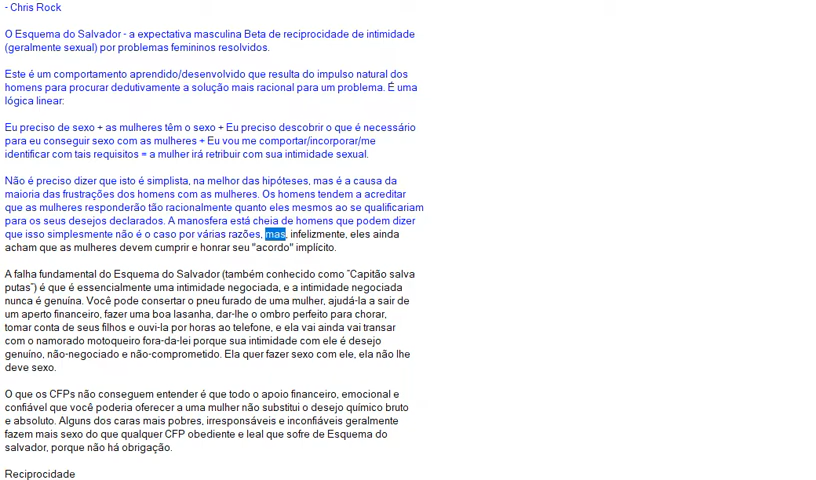 - Chris Rock
O Esquema do Salvador - a expectativa masculina Beta de reciprocidade de intimidade
(geralmente sexual) por problemas femininos resolvidos.
Este é um comportamento aprendido/desenvolvido que resulta do impulso natural dos
homens para procurar dedutivamente a solução mais racional para um problema. É uma
lógica linear:
Eu preciso de sexo + as mulheres têm o sexo + Eu preciso descobrir o que é necessário
para eu conseguir sexo com as mulheres + Eu vou me comportar/incorporar/me
identificar com tais requisitos = a mulher irá retribuir com sua intimidade sexual.
Não é preciso dizer que isto é simplista, na melhor das hipóteses, mas é a causa da
maioria das frustrações dos homens com as mulheres. Os homens tendem a acreditar
que as mulheres responderão tão racionalmente quanto eles mesmos ao se qualificariam
para os seus desejos declarados. A manosfera está cheia de homens que podem dizer
que isso simplesmente não é o caso por várias razões, mas, infelizmente, eles ainda
acham que as mulheres devem cumprir e honrar seu "acordo" implícito.
A falha fundamental do Esquema do Salvador (também conhecido como "Capitão salva
putas") é que é essencialmente uma intimidade negociada, e a intimidade negociada
nunca é genuína. Você pode consertar o pneu furado de uma mulher, ajudá-la a sair de
um aperto financeiro, fazer uma boa lasanha, dar-lhe o ombro perfeito para chorar,
tomar conta de seus filhos e ouvi-la por horas ao telefone, e ela vai ainda vai transar
com o namorado motoqueiro fora-da-lei porque sua intimidade com ele é desejo
genuíno, não-negociado e não-comprometido. Ela quer fazer sexo com ele, ela não lhe
deve sexo.
O que os CFPs não conseguem entender é que todo o apoio financeiro, emocional e
confiável que você poderia oferecer a uma mulher não substitui o desejo químico bruto
e absoluto. Alguns dos caras mais pobres, irresponsáveis e inconfiáveis geralmente
fazem mais sexo do que qualquer CFP obediente e leal que sofre de Esquema do
salvador, porque não há obrigação.
Reciprocidade